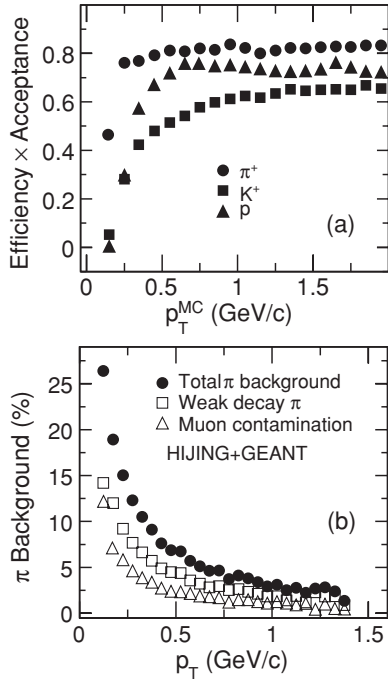 Efficiency × Acceptance
0.8
0.6
0.4
0.2
0
π+
K+
p
(a)
0 0.5 1 1.5
p_T^MC (GeV/c)
π Background (%)
25
20
15
10
5
0
Total π background
Weak decay π
Muon contamination
HIJING+GEANT
(b)
0 0.5 1 1.5
p_T (GeV/c)